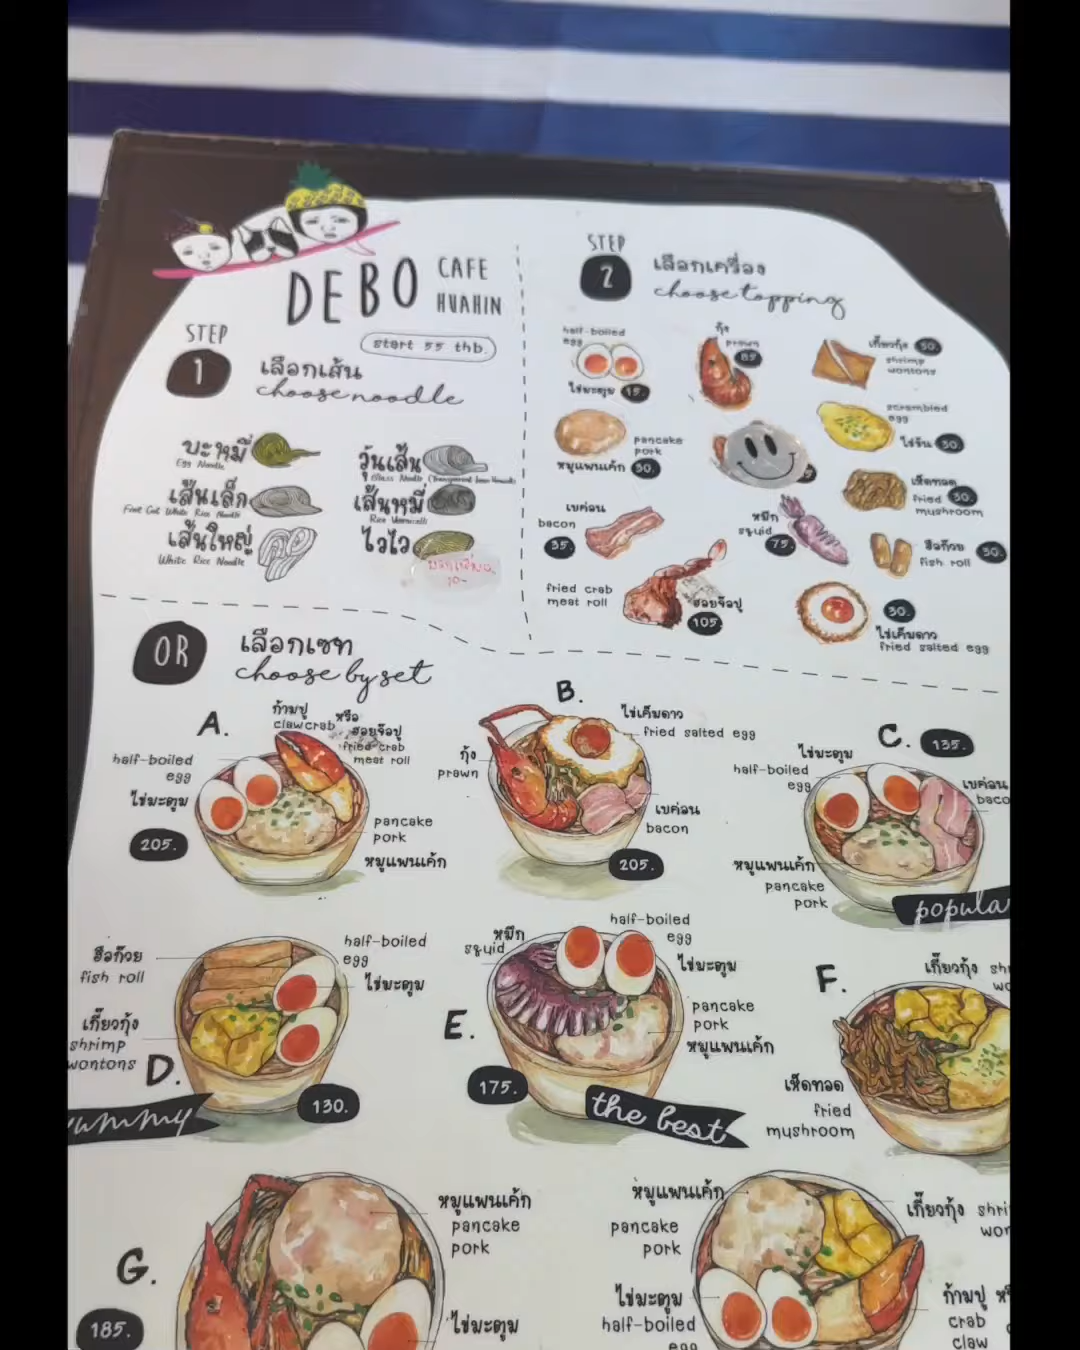 DEBO CAFE
HUAHIN
start 55 thb.
STEP
1
เลือกเส้น
choose noodle
บะหมี่
Egg Noodle
เส้นเล็ก
เส้นใหญ่
White Rice Noodle
วุ้นเส้น
เส้นหมี่
Rice Vermicelli
ไวไว
10-
STEP
2
เลือกเครื่อง
choose topping
half-boiled
egg
ไข่มะตูม 15.
กุ้ง
prawn
เกี๊ยวกุ้ง 50.
shrimp
wontons
pancake
pork
หมูแพนเค้ก 30.
scrambled
egg
ไข่ข้น 30.
เบค่อน
bacon
35.
หมึก
squid
75.
เห็ดทอด
fried 30.
mushroom
ฮือก๊วย 30.
fish roll
fried crab
meat roll
ฮอยจ๊อปู
105.
30.
ไข่เค็มดาว
fried salted egg
OR
เลือกเซท
choose by set
A.
ก้ามปู หรือ
claw crab ฮอยจ๊อปู
fried crab
meat roll
half-boiled
egg
ไข่มะตูม
205.
pancake
pork
หมูแพนเค้ก
B.
ไข่เค็มดาว
fried salted egg
กุ้ง
prawn
เบค่อน
bacon
205.
C. 135.
ไข่มะตูม
half-boiled
egg
เบค่อน
baco
หมูแพนเค้ก
pancake
pork
popula
ฮือก๊วย
fish roll
half-boiled
egg
ไข่มะตูม
เกี๊ยวกุ้ง
shrimp
wontons
D.
130.
yummy
หมึก
squid
half-boiled
egg
ไข่มะตูม
E.
pancake
pork
หมูแพนเค้ก
175.
the best
F.
เกี๊ยวกุ้ง shr
wo
เห็ดทอด
fried
mushroom
G.
185.
หมูแพนเค้ก
pancake
pork
ไข่มะตูม
หมูแพนเค้ก
pancake
pork
เกี๊ยวกุ้ง shri
wor
ไข่มะตูม
half-boiled
egg
ก้ามปู
crab
claw